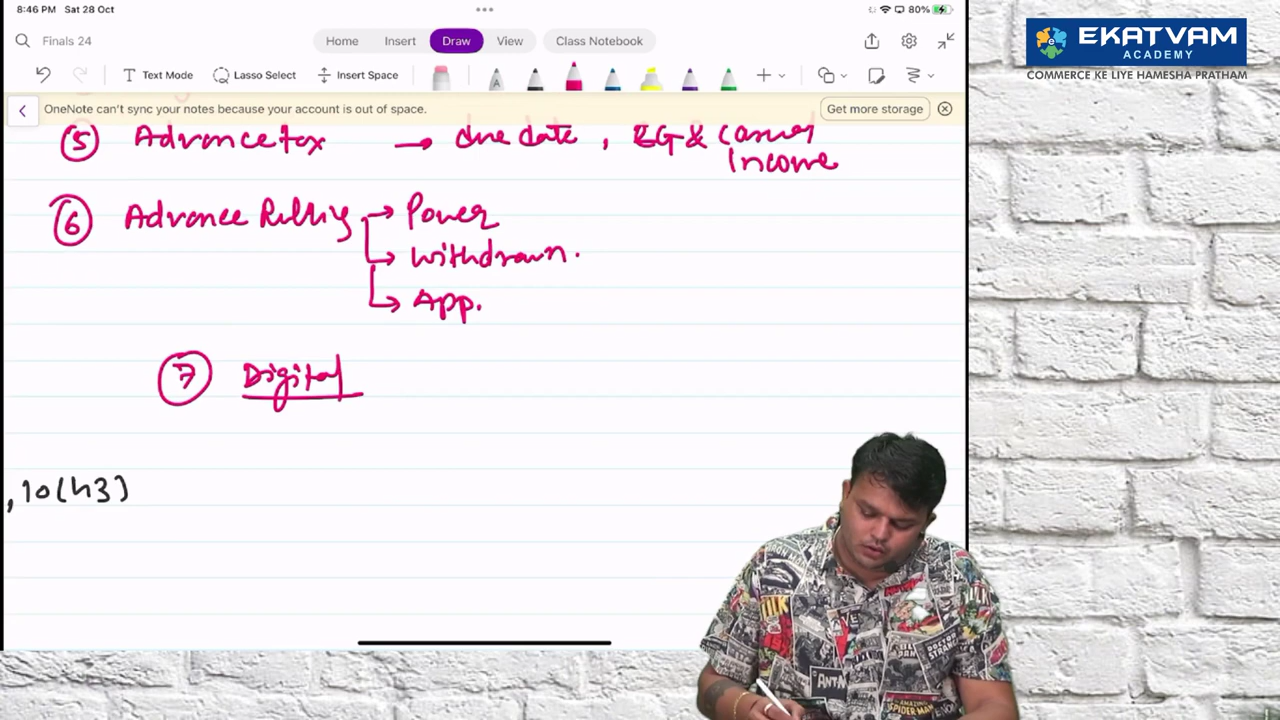 8:46 PM Sat 28 Oct
80%
Finals 24
Home Insert Draw View Class Notebook
Text Mode Lasso Select Insert Space
OneNote can't sync your notes because your account is out of space.
Get more storage
⑤ Advance tax → due date,
Income
⑥ Advance → Power
→ Withdrawn.
→ App.
⑦ Digital
, 10(43)
EKATVAM
ACADEMY
COMMERCE KE LIYE HAMESHA PRATHAM